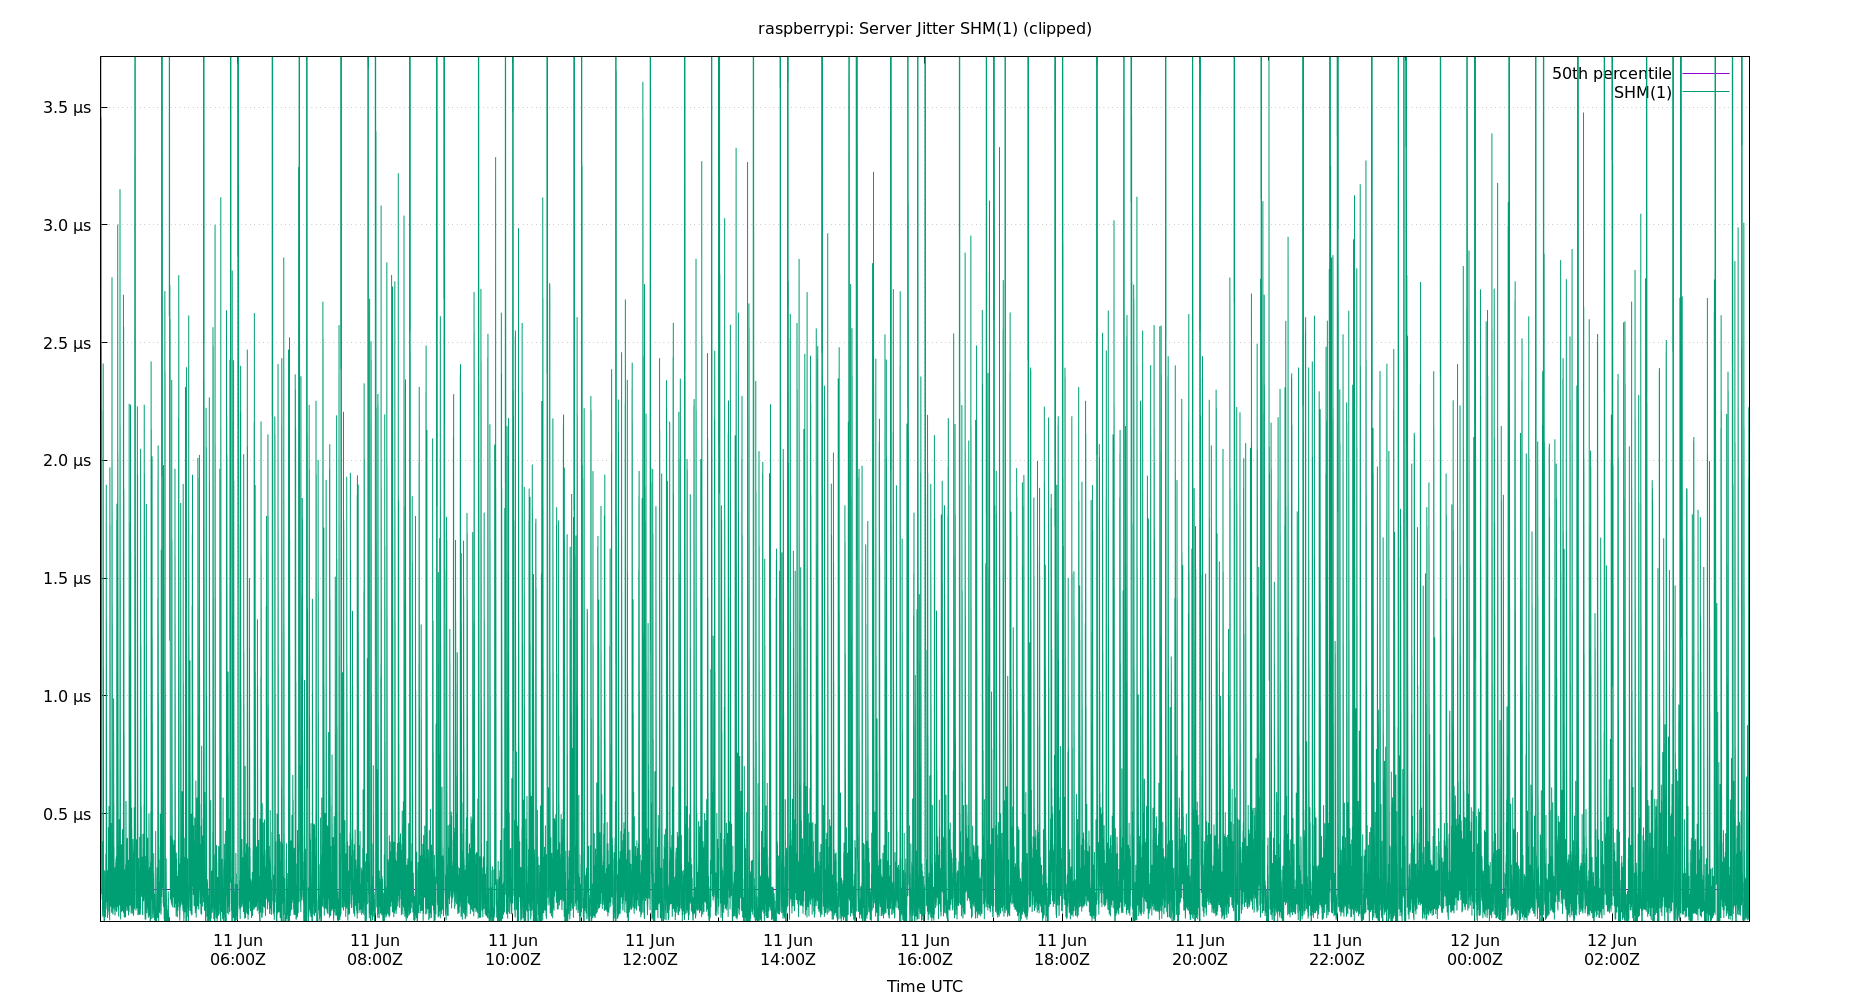 raspberrypi: Server Jitter SHM(1) (clipped)
50th percentile
SHM(1)
3.5 µs
3.0 µs
2.5 µs
2.0 µs
1.5 µs
1.0 µs
0.5 µs
11 Jun 11 Jun 11 Jun 11 Jun 11 Jun 11 Jun 11 Jun 11 Jun 11 Jun 12 Jun 12 Jun
06:00Z 08:00Z 10:00Z 12:00Z 14:00Z 16:00Z 18:00Z 20:00Z 22:00Z 00:00Z 02:00Z
Time UTC